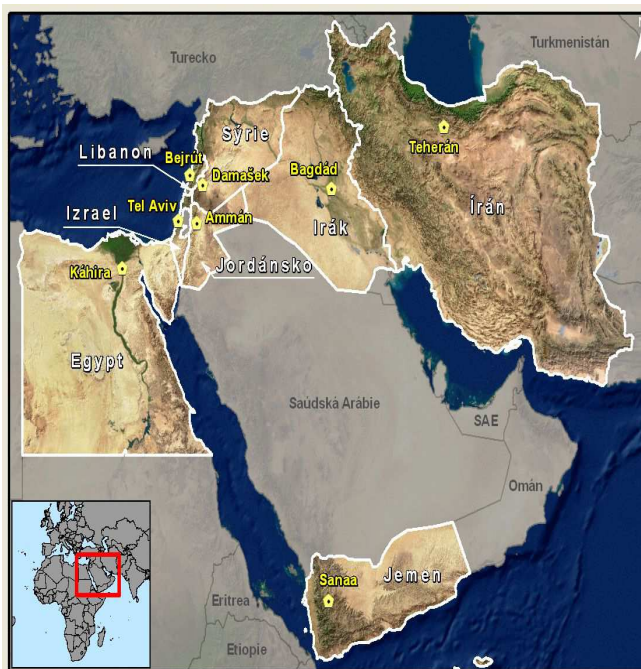 Turecko
Turkmenistán
Sýrie
Teherán
Libanon
Bejrút
Bagdád
Damašek
Izrael
Tel Aviv
Ammán
Irák
Írán
Káhira
Jordánsko
Egypt
Saúdská Arábie
SAE
Omán
Jemen
Sanaa
Eritrea
Etiopie